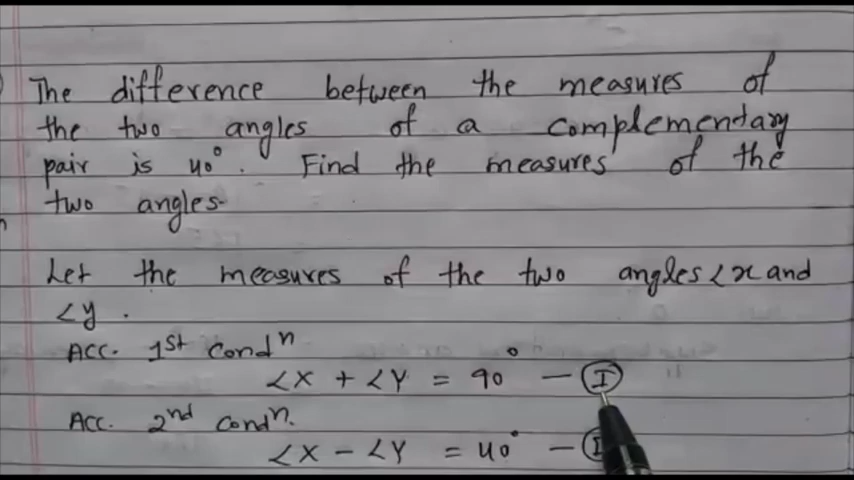 The difference between the measures of
the two angles of a complementary
pair is 40°. Find the measures of the
two angles.
Let the measures of the two angles ∠x and
∠y.
Acc. 1st condn
∠X + ∠Y = 90° — I
Acc. 2nd condn.
∠X - ∠Y = 40° —